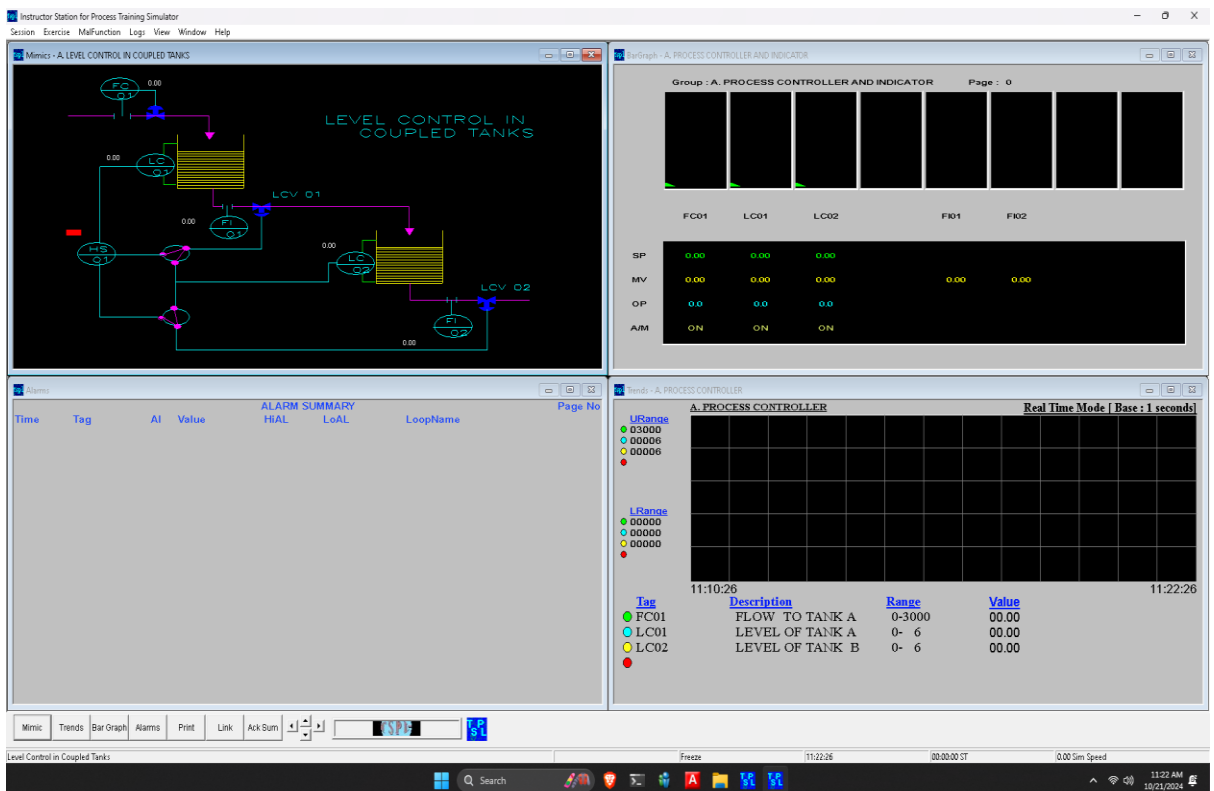 Instructor Station for Process Training Simulator
Session Exercise MalFunction Logs View Window Help
Mimics - A. LEVEL CONTROL IN COUPLED TANKS
FC
01
0.00
LEVEL CONTROL IN
COUPLED TANKS
0.00
LC
01
LCV 01
0.00
FI
01
HS
01
0.00
LC
02
LCV 02
FI
02
0.00
BarGraph - A. PROCESS CONTROLLER AND INDICATOR
Group : A. PROCESS CONTROLLER AND INDICATOR Page : 0
FC01 LC01 LC02 FI01 FI02
SP 0.00 0.00 0.00
MV 0.00 0.00 0.00 0.00 0.00
OP 0.0 0.0 0.0
A/M ON ON ON
Alarms
ALARM SUMMARY Page No
Time Tag Al Value HiAL LoAL LoopName
Trends - A. PROCESS CONTROLLER
A. PROCESS CONTROLLER Real Time Mode [ Base : 1 seconds]
URange
03000
00006
00006
LRange
00000
00000
00000
11:10:26 11:22:26
Tag Description Range Value
FC01 FLOW TO TANK A 0-3000 00.00
LC01 LEVEL OF TANK A 0- 6 00.00
LC02 LEVEL OF TANK B 0- 6 00.00
Mimic Trends Bar Graph Alarms Print Link Ack Sum
T P
S L
Level Control in Coupled Tanks Freeze 11:22:26 00:00:00 ST 0.00 Sim Speed
Search
11:22 AM
10/21/2024